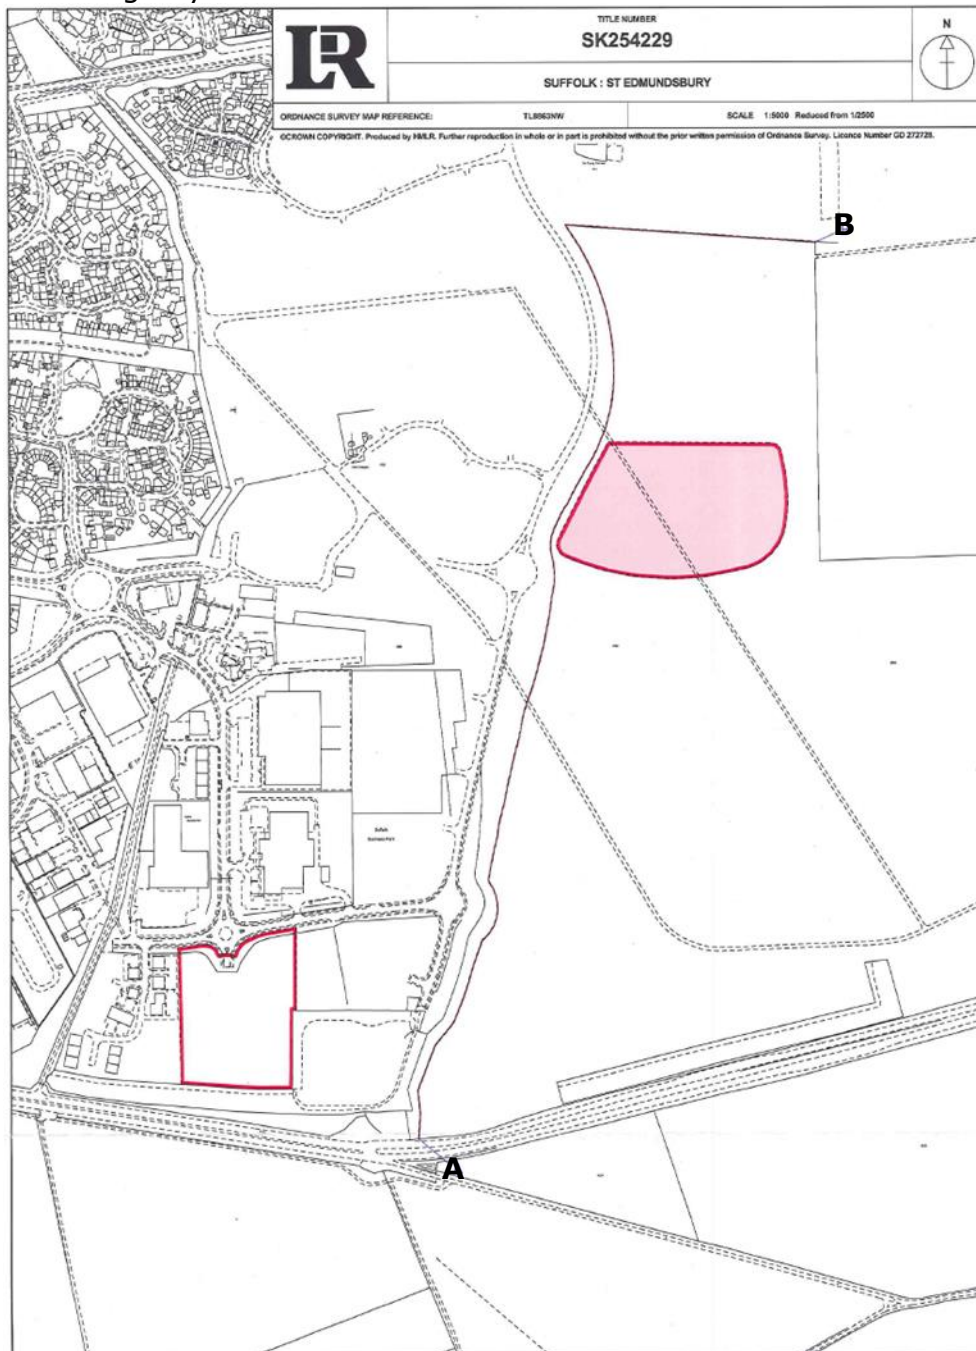 LR
TITLE NUMBER
SK254229
SUFFOLK : ST EDMUNDSBURY
N
ORDNANCE SURVEY MAP REFERENCE: TL8863NW SCALE 1:5000 Reduced from 1/2500
©CROWN COPYRIGHT. Produced by HMLR. Further reproduction in whole or in part is prohibited without the prior written permission of Ordnance Survey. Licence Number GD 272728.
B
Suffolk
Business Park
A